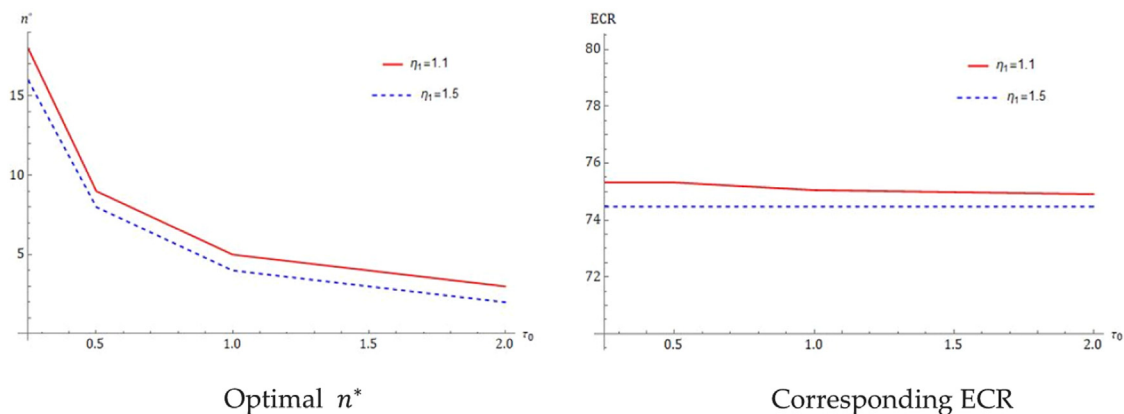 n*
15
10
5
0.5
1.0
1.5
2.0
τ₀
η₁=1.1
η₁=1.5
Optimal n*
ECR
80
78
76
74
72
0.5
1.0
1.5
2.0
τ₀
η₁=1.1
η₁=1.5
Corresponding ECR